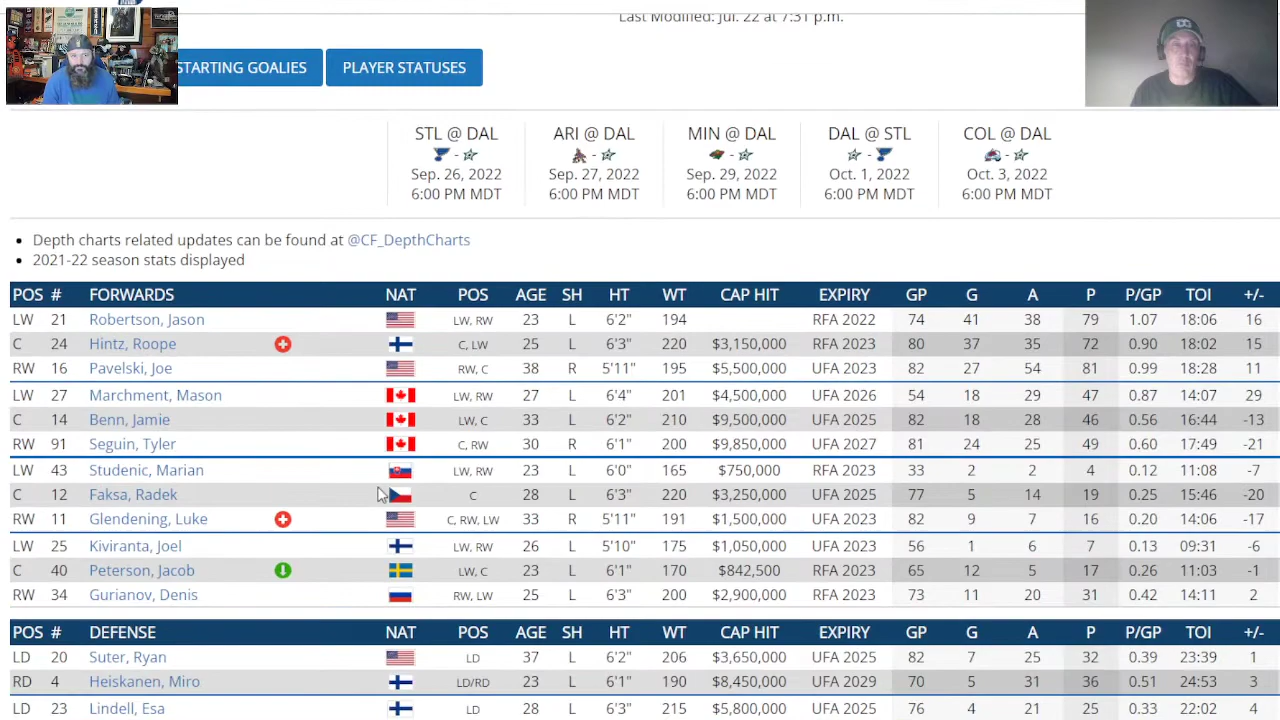 Last Modified: Jul. 22 at 7:31 p.m.
STARTING GOALIES PLAYER STATUSES
STL @ DAL ARI @ DAL MIN @ DAL DAL @ STL COL @ DAL
Sep. 26, 2022 Sep. 27, 2022 Sep. 29, 2022 Oct. 1, 2022 Oct. 3, 2022
6:00 PM MDT 6:00 PM MDT 6:00 PM MDT 6:00 PM MDT 6:00 PM MDT
Depth charts related updates can be found at @CF_DepthCharts
2021-22 season stats displayed
POS # FORWARDS NAT POS AGE SH HT WT CAP HIT EXPIRY GP G A P P/GP TOI +/-
LW 21 Robertson, Jason LW, RW 23 L 6'2" 194 RFA 2022 74 41 38 79 1.07 18:06 16
C 24 Hintz, Roope C, LW 25 L 6'3" 220 $3,150,000 RFA 2023 80 37 35 72 0.90 18:02 15
RW 16 Pavelski, Joe RW, C 38 R 5'11" 195 $5,500,000 UFA 2023 82 27 54 81 0.99 18:28 11
LW 27 Marchment, Mason LW, RW 27 L 6'4" 201 $4,500,000 UFA 2026 54 18 29 47 0.87 14:07 29
C 14 Benn, Jamie LW, C 33 L 6'2" 210 $9,500,000 UFA 2025 82 18 28 46 0.56 16:44 -13
RW 91 Seguin, Tyler C, RW 30 R 6'1" 200 $9,850,000 UFA 2027 81 24 25 49 0.60 17:49 -21
LW 43 Studenic, Marian LW, RW 23 L 6'0" 165 $750,000 RFA 2023 33 2 2 4 0.12 11:08 -7
C 12 Faksa, Radek C 28 L 6'3" 220 $3,250,000 UFA 2025 77 5 14 19 0.25 15:46 -20
RW 11 Glendening, Luke C, RW, LW 33 R 5'11" 191 $1,500,000 UFA 2023 82 9 7 16 0.20 14:06 -17
LW 25 Kiviranta, Joel LW, RW 26 L 5'10" 175 $1,050,000 UFA 2023 56 1 6 7 0.13 09:31 -6
C 40 Peterson, Jacob LW, C 23 L 6'1" 170 $842,500 RFA 2023 65 12 5 17 0.26 11:03 -1
RW 34 Gurianov, Denis RW, LW 25 L 6'3" 200 $2,900,000 RFA 2023 73 11 20 31 0.42 14:11 2
POS # DEFENSE NAT POS AGE SH HT WT CAP HIT EXPIRY GP G A P P/GP TOI +/-
LD 20 Suter, Ryan LD 37 L 6'2" 206 $3,650,000 UFA 2025 82 7 25 32 0.39 23:39 1
RD 4 Heiskanen, Miro LD/RD 23 L 6'1" 190 $8,450,000 UFA 2029 70 5 31 36 0.51 24:53 3
LD 23 Lindell, Esa LD 28 L 6'3" 215 $5,800,000 UFA 2025 76 4 21 25 0.33 22:02 4